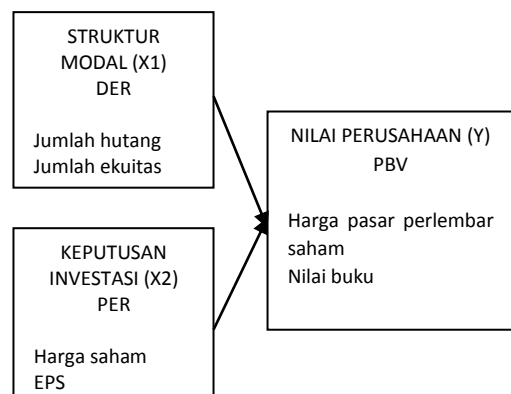 STRUKTUR
MODAL (X1)
DER
Jumlah hutang
Jumlah ekuitas
KEPUTUSAN
INVESTASI (X2)
PER
Harga saham
EPS
NILAI PERUSAHAAN (Y)
PBV
Harga pasar perlembar
saham
Nilai buku